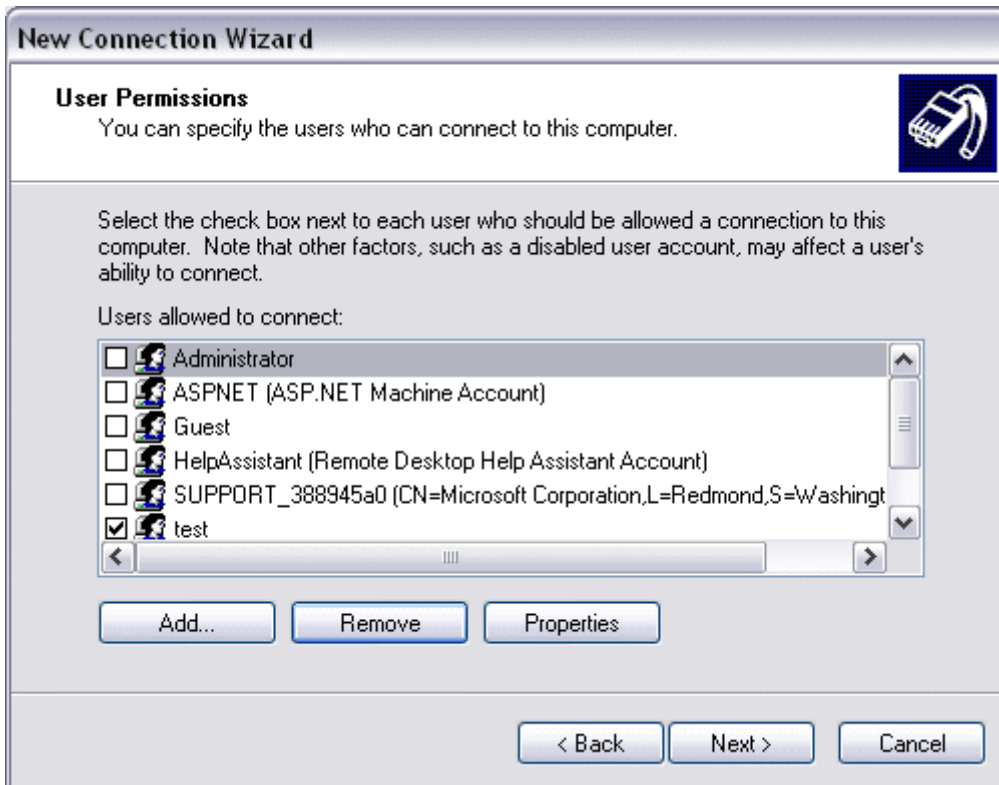 New Connection Wizard
User Permissions
You can specify the users who can connect to this computer.
Select the check box next to each user who should be allowed a connection to this
computer. Note that other factors, such as a disabled user account, may affect a user's
ability to connect.
Users allowed to connect:
Administrator
ASPNET (ASP.NET Machine Account)
Guest
HelpAssistant (Remote Desktop Help Assistant Account)
SUPPORT_388945a0 (CN=Microsoft Corporation,L=Redmond,S=Washingt
test
Add... Remove Properties
< Back Next > Cancel